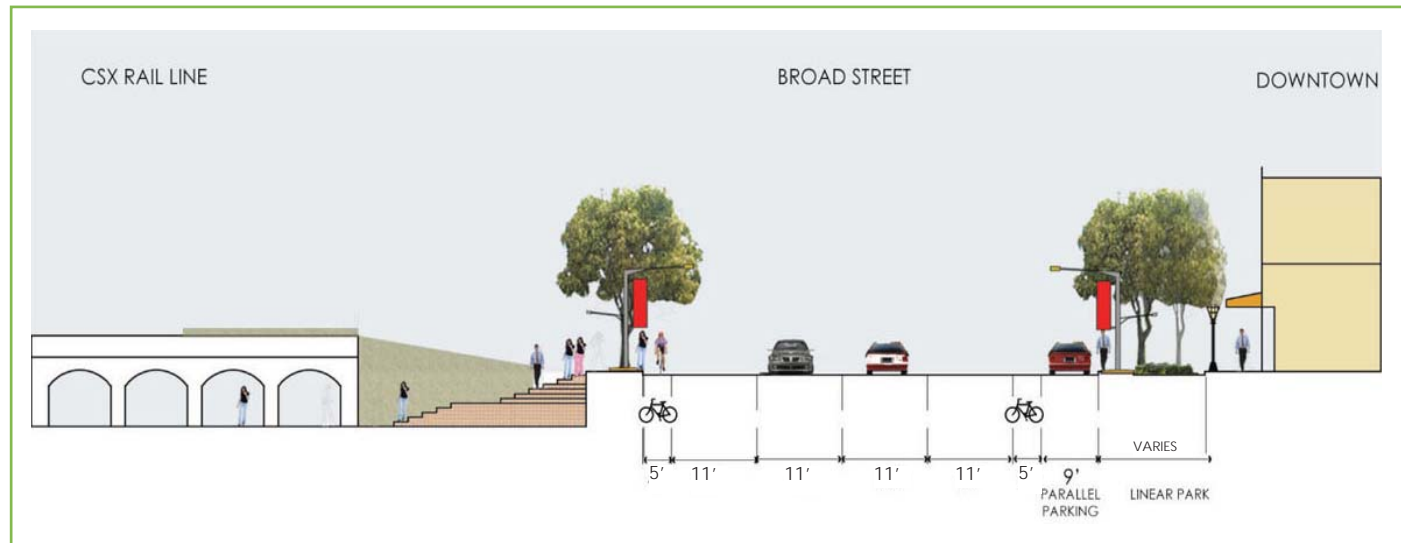 CSX RAIL LINE
BROAD STREET
DOWNTOWN
VARIES
5' 11' 11' 11' 11' 5' 9'
PARALLEL
PARKING
LINEAR PARK